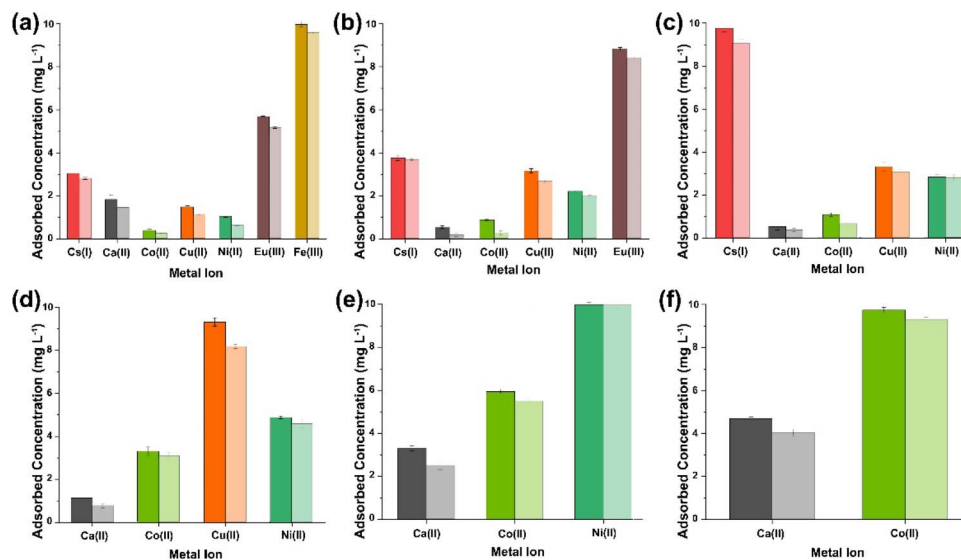 (a)
Adsorbed Concentration (mg L⁻¹)
10
8
6
4
2
0
Cs(I) Ca(II) Co(II) Cu(II) Ni(II) Eu(III) Fe(III)
Metal Ion
(b)
Adsorbed Concentration (mg L⁻¹)
10
8
6
4
2
0
Cs(I) Ca(II) Co(II) Cu(II) Ni(II) Eu(III)
Metal Ion
(c)
Adsorbed Concentration (mg L⁻¹)
10
8
6
4
2
0
Cs(I) Ca(II) Co(II) Cu(II) Ni(II)
Metal Ion
(d)
Adsorbed Concentration (mg L⁻¹)
10
8
6
4
2
0
Ca(II) Co(II) Cu(II) Ni(II)
Metal Ion
(e)
Adsorbed Concentration (mg L⁻¹)
10
8
6
4
2
0
Ca(II) Co(II) Ni(II)
Metal Ion
(f)
Adsorbed Concentration (mg L⁻¹)
10
8
6
4
2
0
Ca(II) Co(II)
Metal Ion